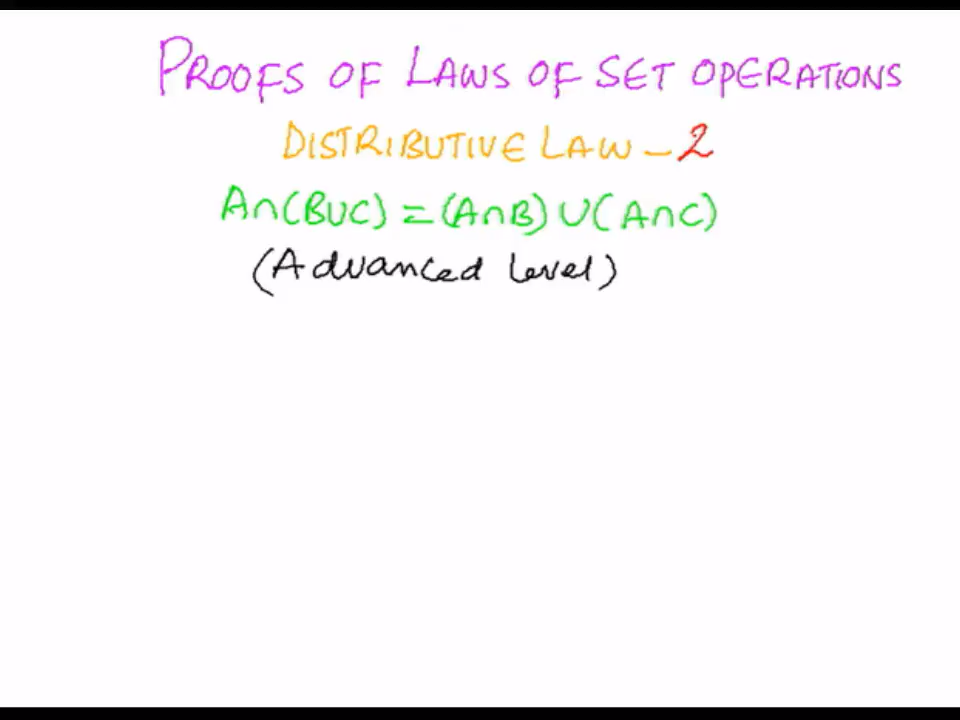 PROOFS OF LAWS OF SET OPERATIONS
DISTRIBUTIVE LAW - 2
A∩(B∪C) = (A∩B) ∪ (A∩C)
(Advanced level)